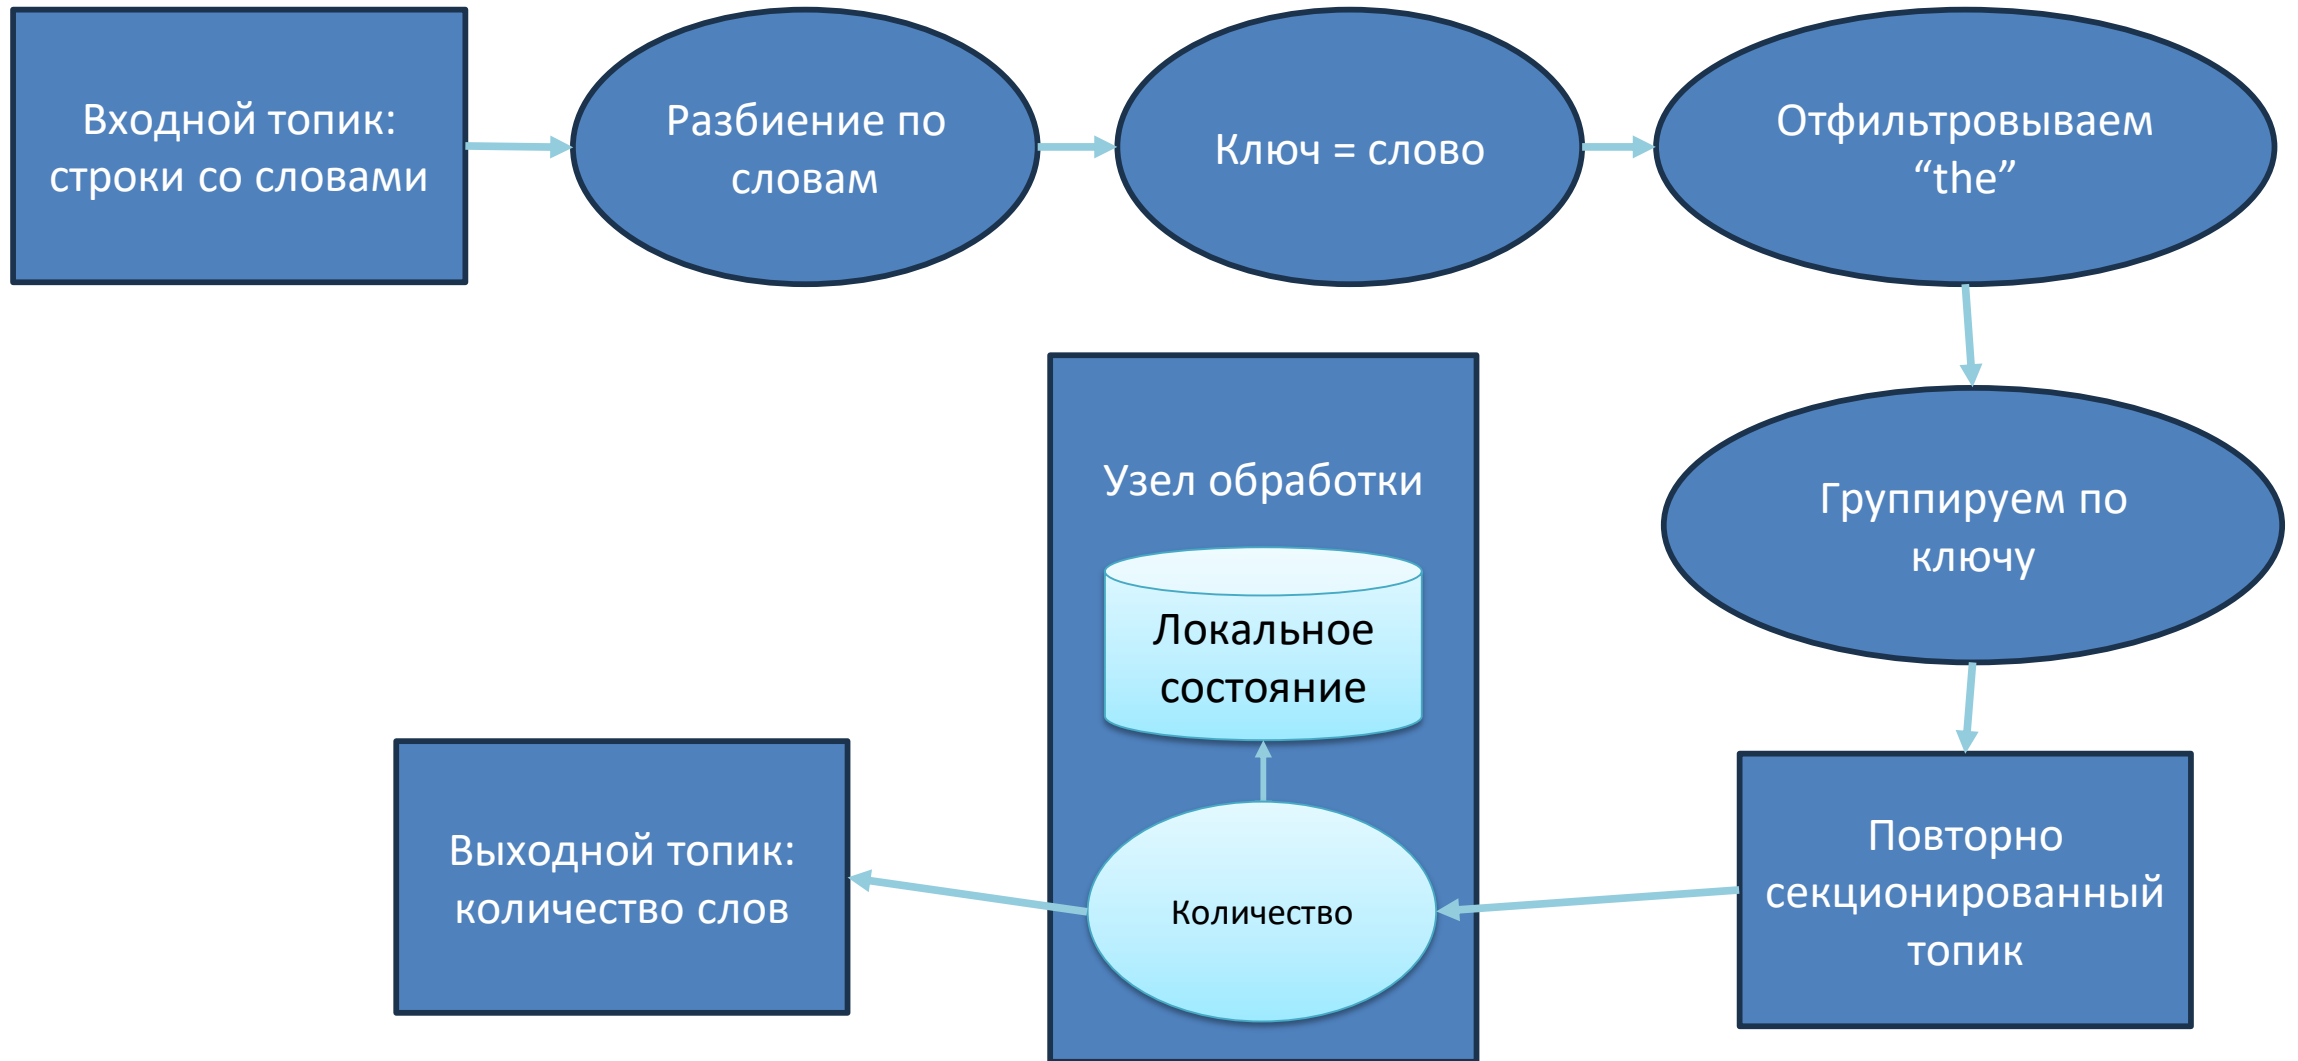 Входной топик:
строки со словами
Разбиение по
словам
Ключ = слово
Отфильтровываем
“the”
Группируем по
ключу
Узел обработки
Локальное
состояние
Количество
Выходной топик:
количество слов
Повторно
секционированный
топик